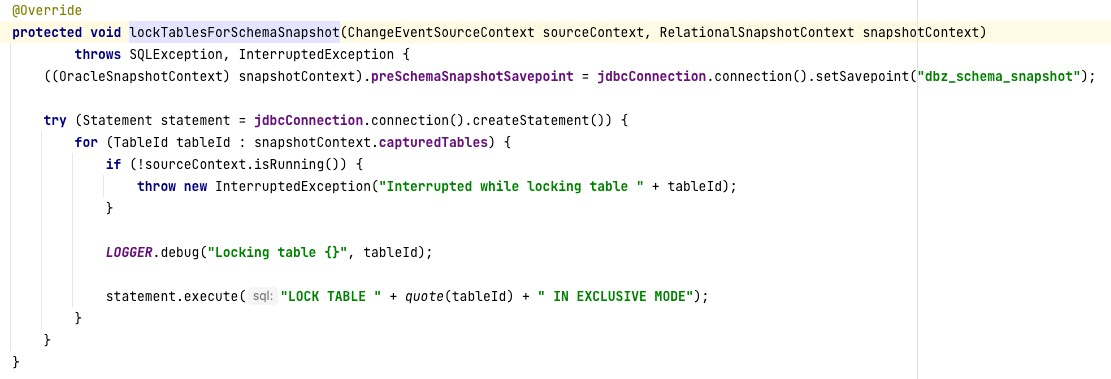 @Override
protected void lockTablesForSchemaSnapshot(ChangeEventSourceContext sourceContext, RelationalSnapshotContext snapshotContext)
        throws SQLException, InterruptedException {
    ((OracleSnapshotContext) snapshotContext).preSchemaSnapshotSavepoint = jdbcConnection.connection().setSavepoint("dbz_schema_snapshot");

    try (Statement statement = jdbcConnection.connection().createStatement()) {
        for (TableId tableId : snapshotContext.capturedTables) {
            if (!sourceContext.isRunning()) {
                throw new InterruptedException("Interrupted while locking table " + tableId);
            }

            LOGGER.debug("Locking table {}", tableId);

            statement.execute( sql: "LOCK TABLE " + quote(tableId) + " IN EXCLUSIVE MODE");
        }
    }
}